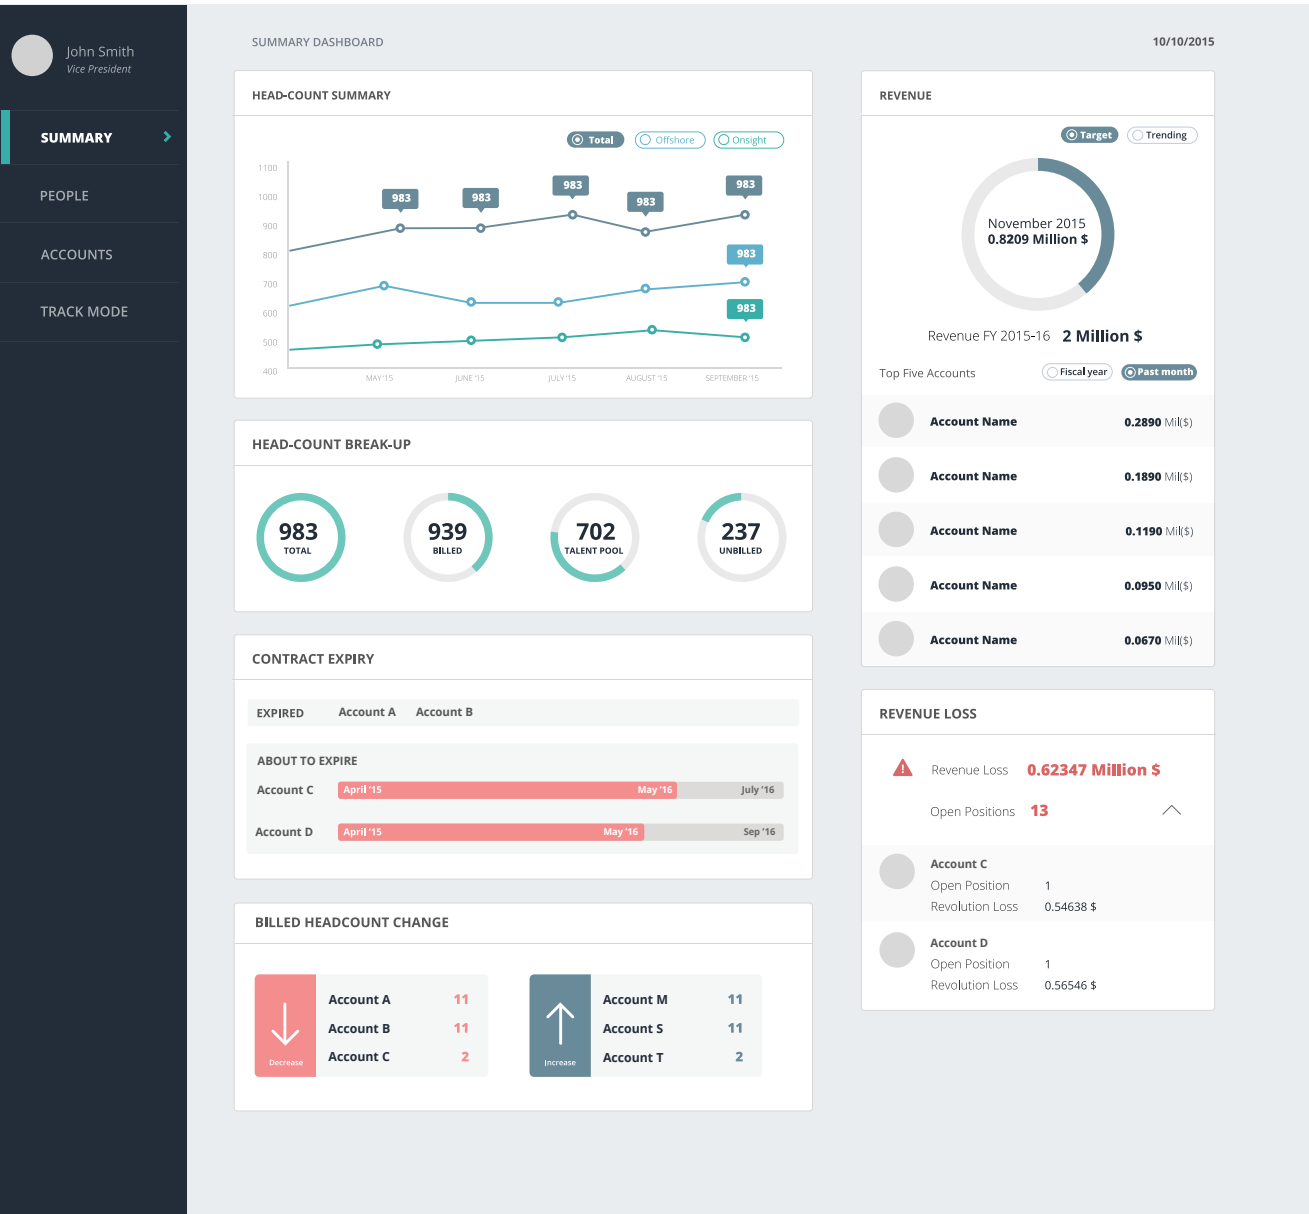 John Smith
Vice President
SUMMARY
PEOPLE
ACCOUNTS
TRACK MODE
SUMMARY DASHBOARD
10/10/2015
HEAD-COUNT SUMMARY
Total Offshore Onsight
1100
1000
900
800
700
600
500
400
983 983 983 983 983
983
983
MAY '15 JUNE '15 JULY '15 AUGUST '15 SEPTEMBER '15
HEAD-COUNT BREAK-UP
983
TOTAL
939
BILLED
702
TALENT POOL
237
UNBILLED
CONTRACT EXPIRY
EXPIRED Account A Account B
ABOUT TO EXPIRE
Account C April '15 May '16 July '16
Account D April '15 May '16 Sep '16
BILLED HEADCOUNT CHANGE
Decrease
Account A 11
Account B 11
Account C 2
Increase
Account M 11
Account S 11
Account T 2
REVENUE
Target Trending
November 2015
0.8209 Million $
Revenue FY 2015-16 2 Million $
Top Five Accounts Fiscal year Past month
Account Name 0.2890 Mil($)
Account Name 0.1890 Mil($)
Account Name 0.1190 Mil($)
Account Name 0.0950 Mil($)
Account Name 0.0670 Mil($)
REVENUE LOSS
Revenue Loss 0.62347 Million $
Open Positions 13
Account C
Open Position 1
Revolution Loss 0.54638 $
Account D
Open Position 1
Revolution Loss 0.56546 $